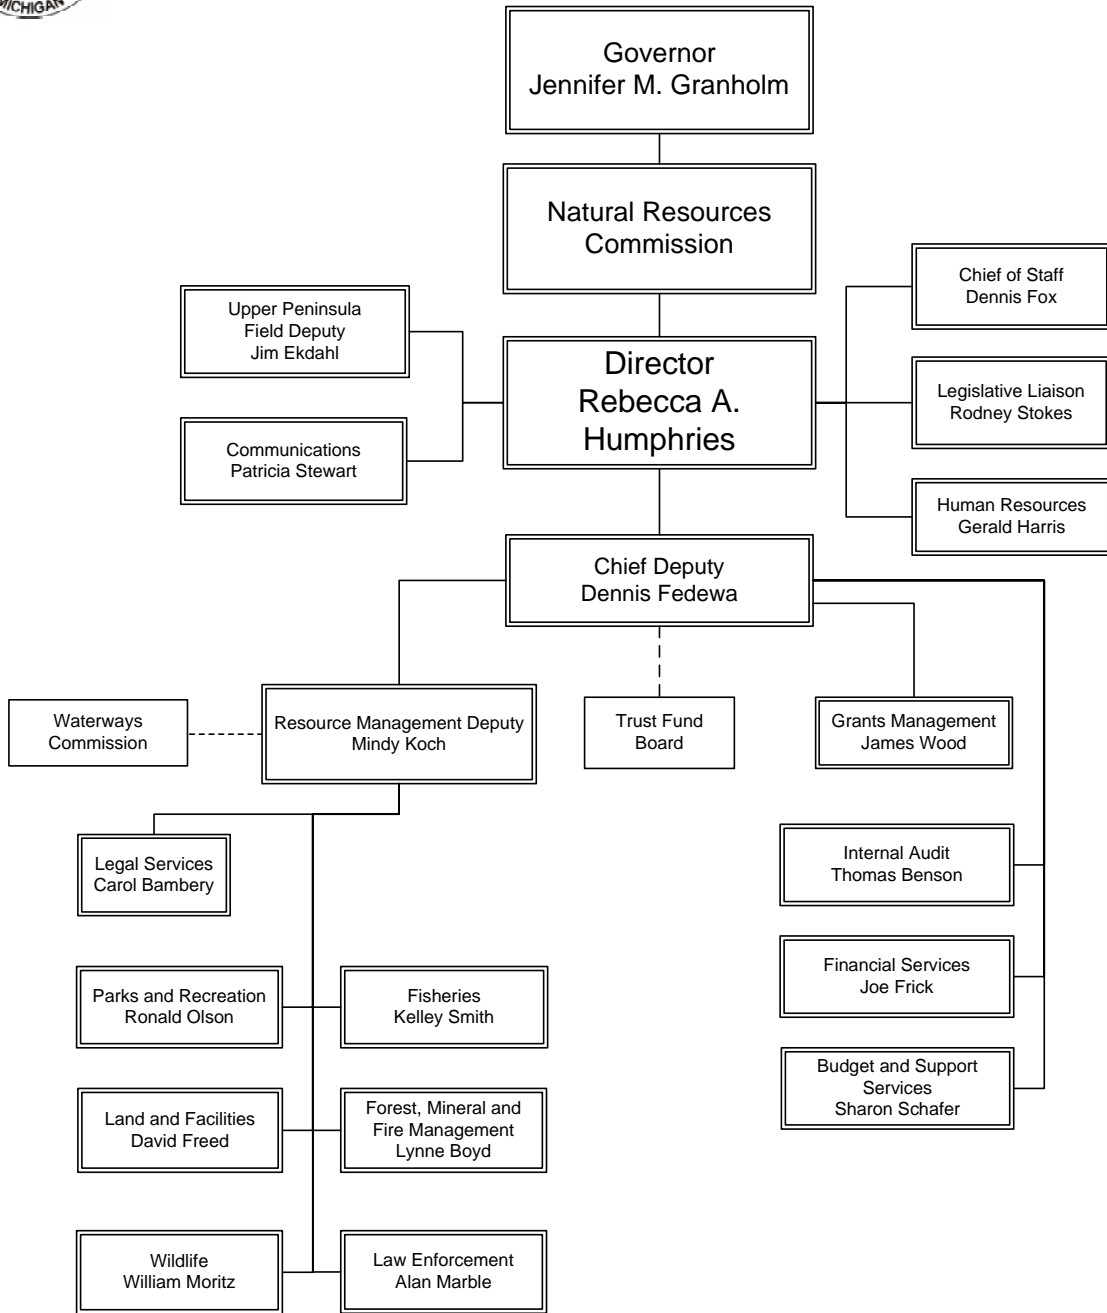 MICHIGAN
Governor
Jennifer M. Granholm
Natural Resources
Commission
Chief of Staff
Dennis Fox
Upper Peninsula
Field Deputy
Jim Ekdahl
Director
Rebecca A.
Humphries
Legislative Liaison
Rodney Stokes
Communications
Patricia Stewart
Human Resources
Gerald Harris
Chief Deputy
Dennis Fedewa
Waterways
Commission
Resource Management Deputy
Mindy Koch
Trust Fund
Board
Grants Management
James Wood
Legal Services
Carol Bambery
Internal Audit
Thomas Benson
Parks and Recreation
Ronald Olson
Fisheries
Kelley Smith
Financial Services
Joe Frick
Budget and Support
Services
Sharon Schafer
Land and Facilities
David Freed
Forest, Mineral and
Fire Management
Lynne Boyd
Wildlife
William Moritz
Law Enforcement
Alan Marble